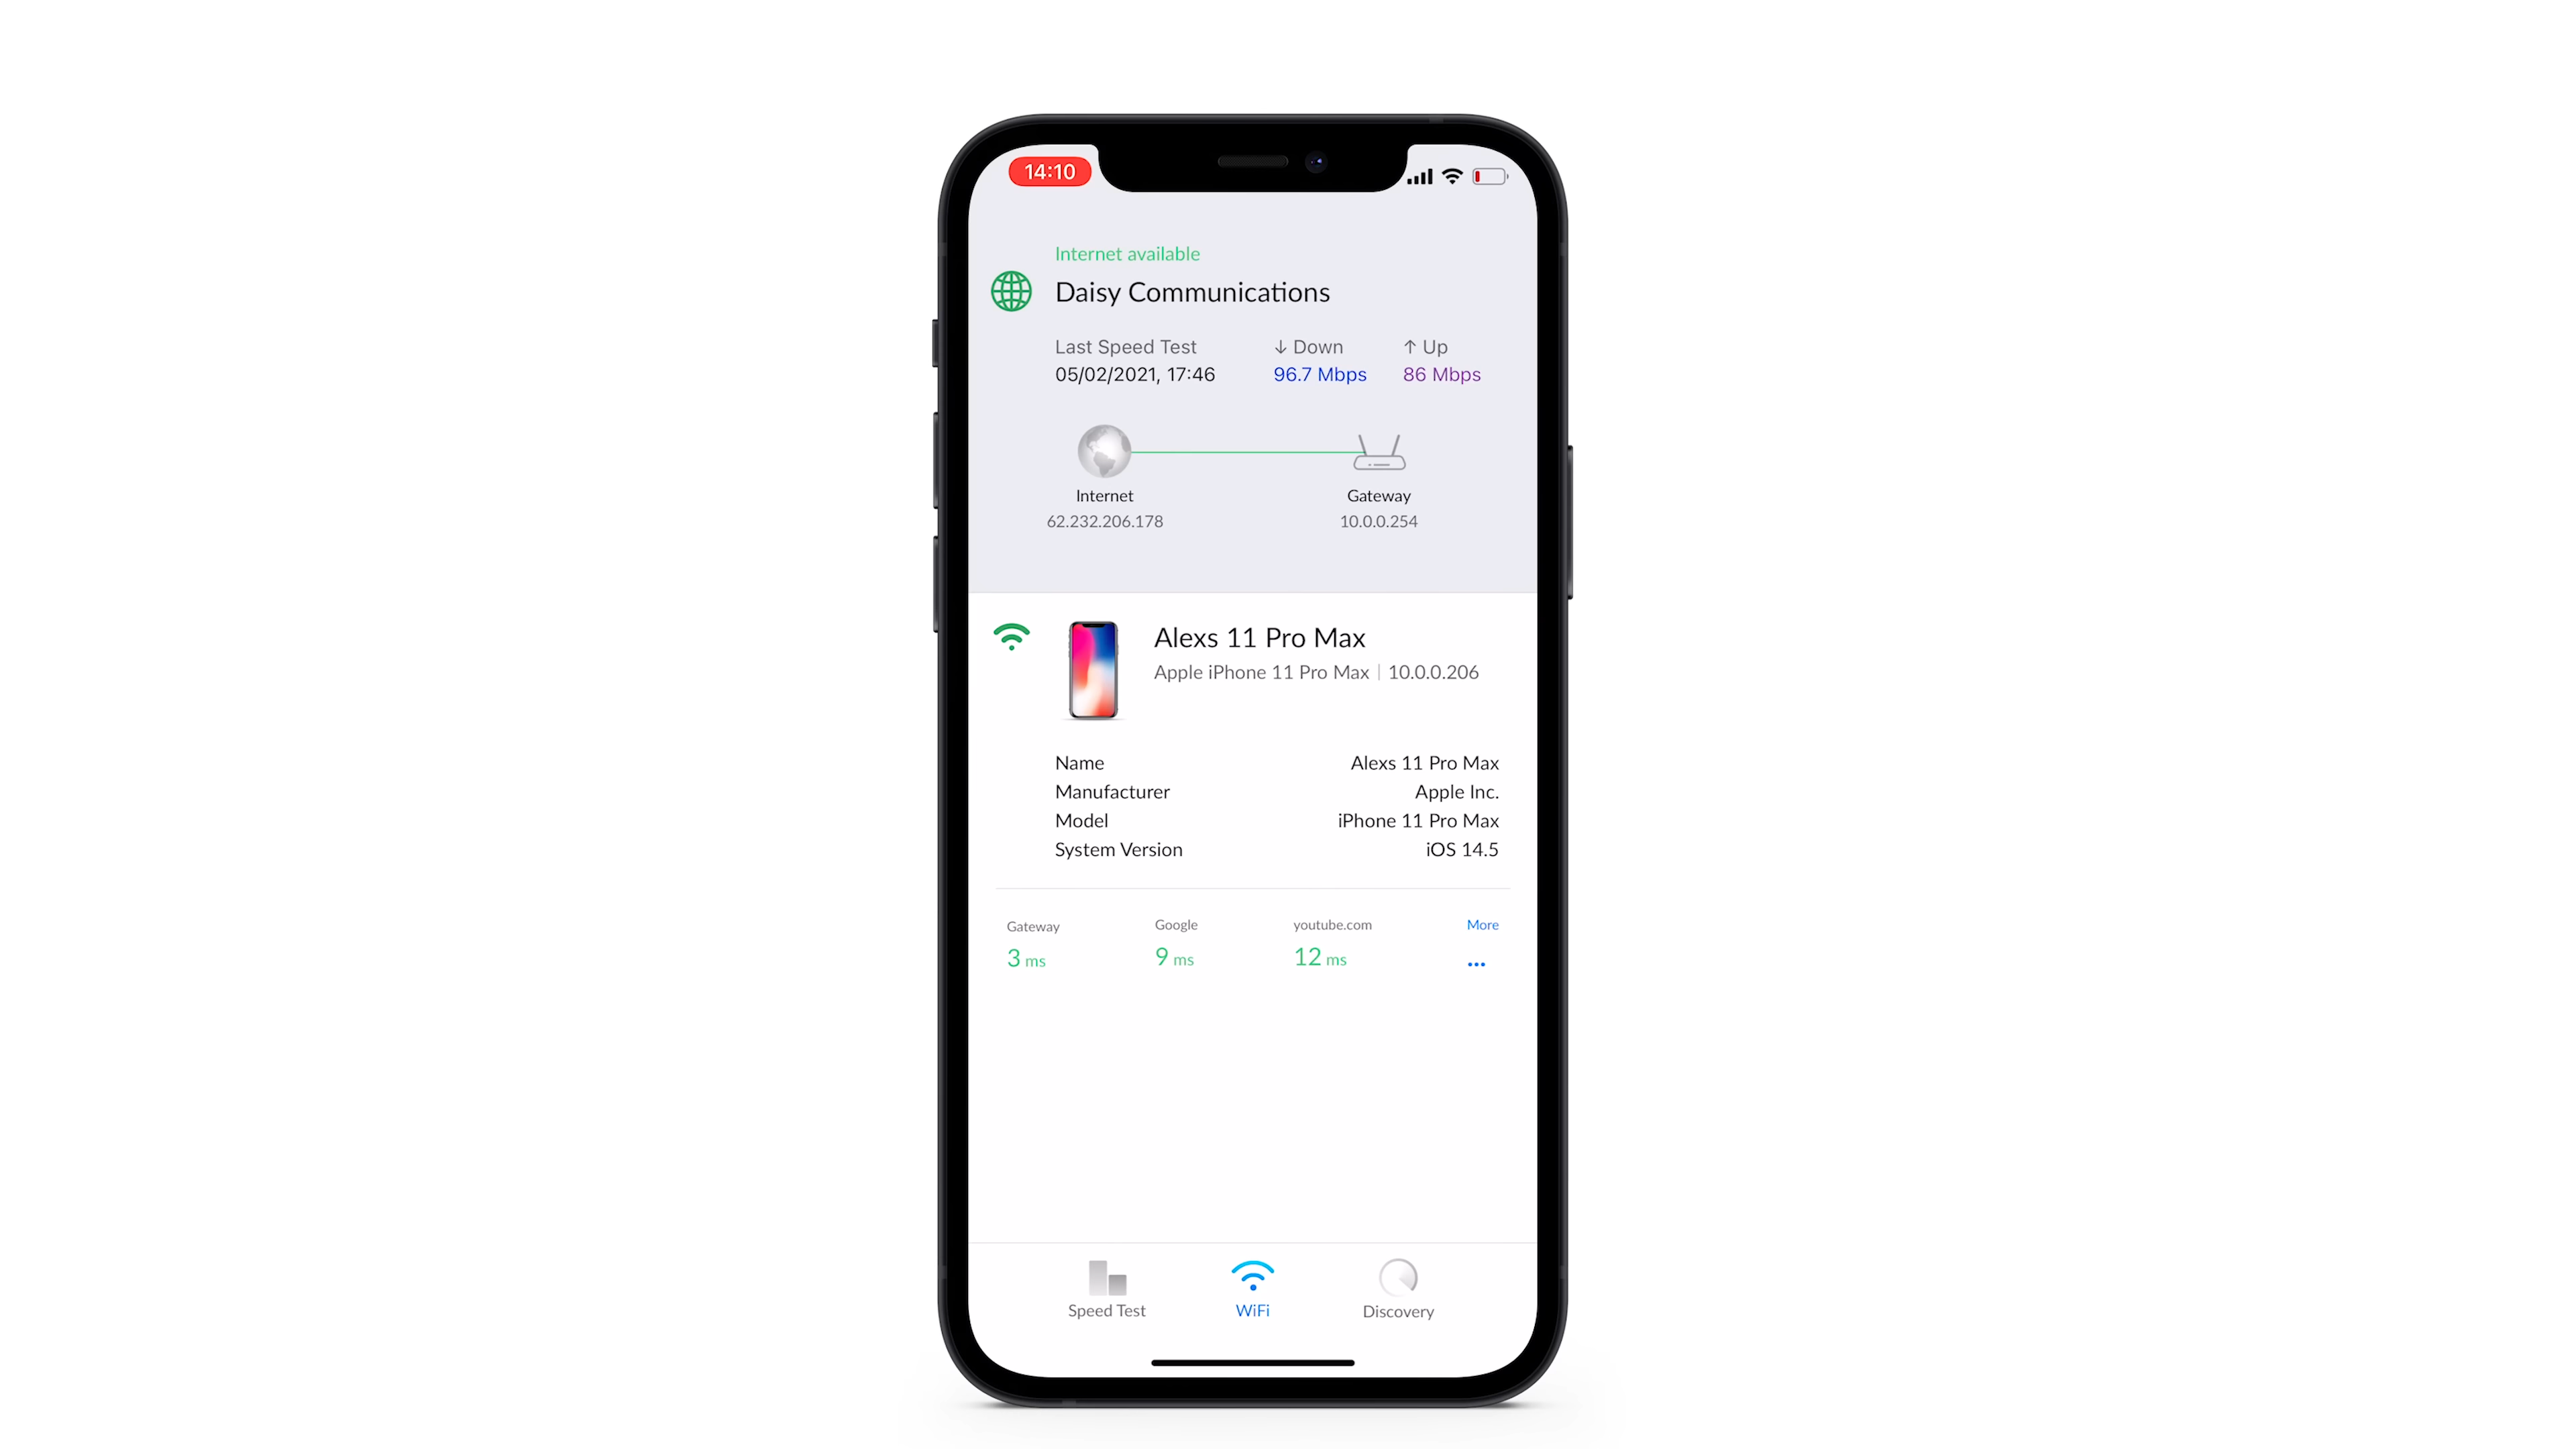 14:10
Internet available
Daisy Communications
Last Speed Test ↓ Down ↑ Up
05/02/2021, 17:46 96.7 Mbps 86 Mbps
Internet Gateway
62.232.206.178 10.0.0.254
Alexs 11 Pro Max
Apple iPhone 11 Pro Max | 10.0.0.206
Name Alexs 11 Pro Max
Manufacturer Apple Inc.
Model iPhone 11 Pro Max
System Version iOS 14.5
Gateway Google youtube.com More
3 ms 9 ms 12 ms ...
Speed Test WiFi Discovery